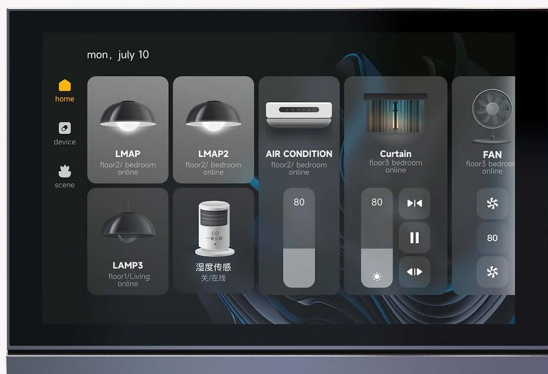 mon, july 10
home
device
scene
LMAP
floor2/ bedroom
online
LMAP2
floor2/ bedroom
online
AIR CONDITION
floor2/ bedroom
online
80
Curtain
floor3 bedroom
online
80
FAN
floor3 bedroor
online
80
LAMP3
floor1/Living
online
湿度传感
关/在线